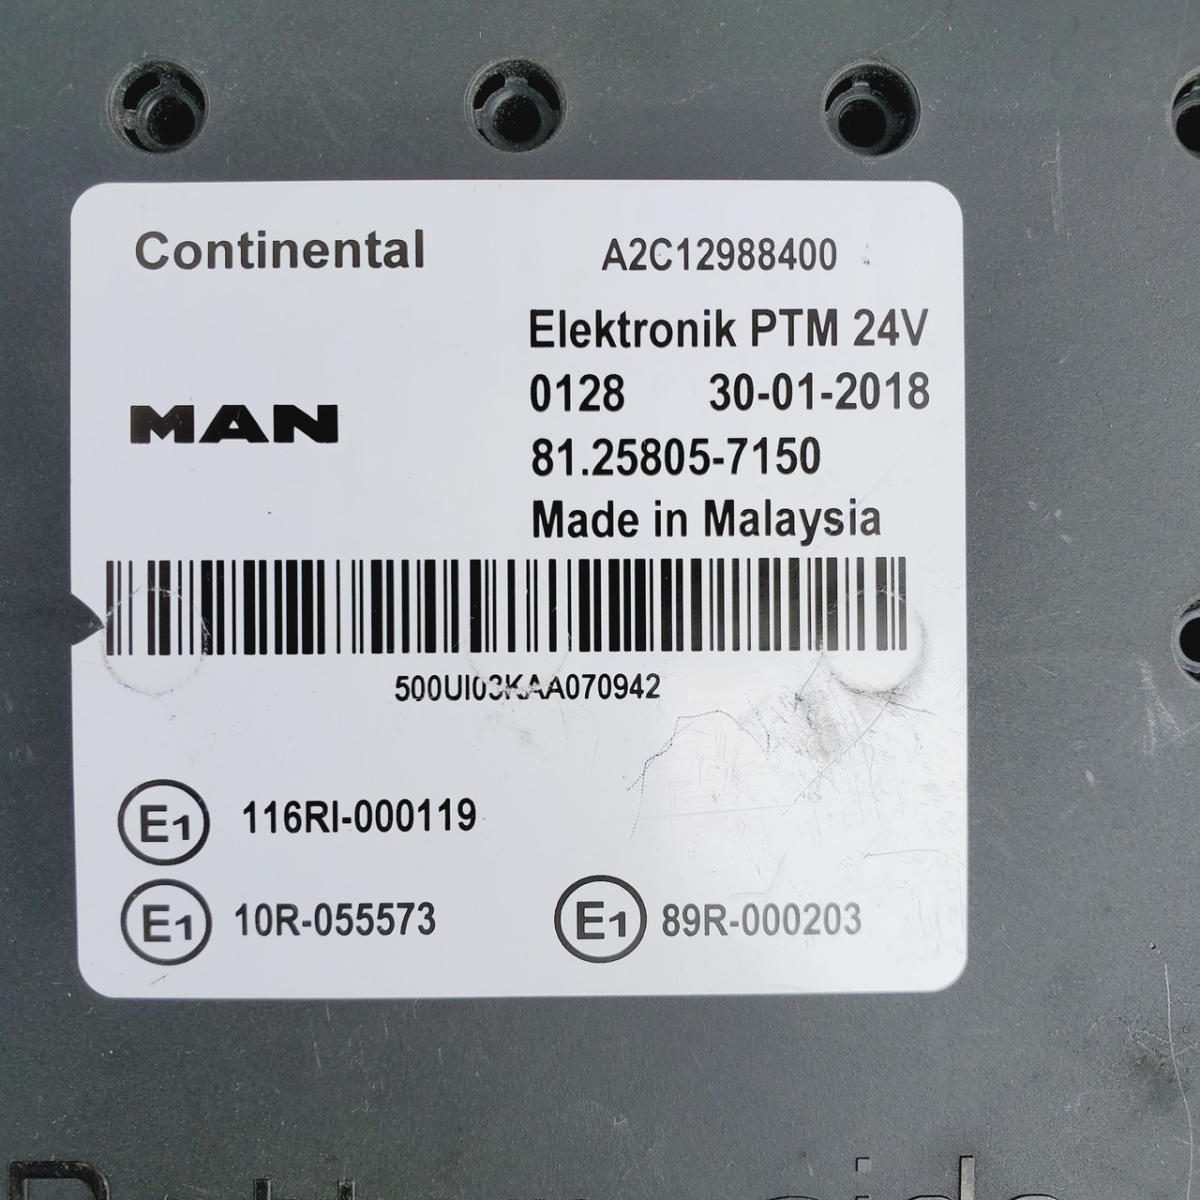 Continental
A2C12988400
Elektronik PTM 24V
0128 30-01-2018
MAN
81.25805-7150
Made in Malaysia
500UI03KAA070942
E1 116RI-000119
E1 10R-055573
E1 89R-000203